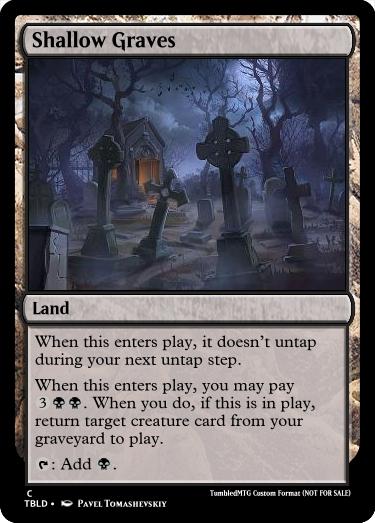 Shallow Graves
Land
When this enters play, it doesn't untap
during your next untap step.
When this enters play, you may pay
3. When you do, if this is in play,
return target creature card from your
graveyard to play.
: Add .
C
TBLD • Pavel Tomashevskiy
TumbledMTG Custom Format (NOT FOR SALE)